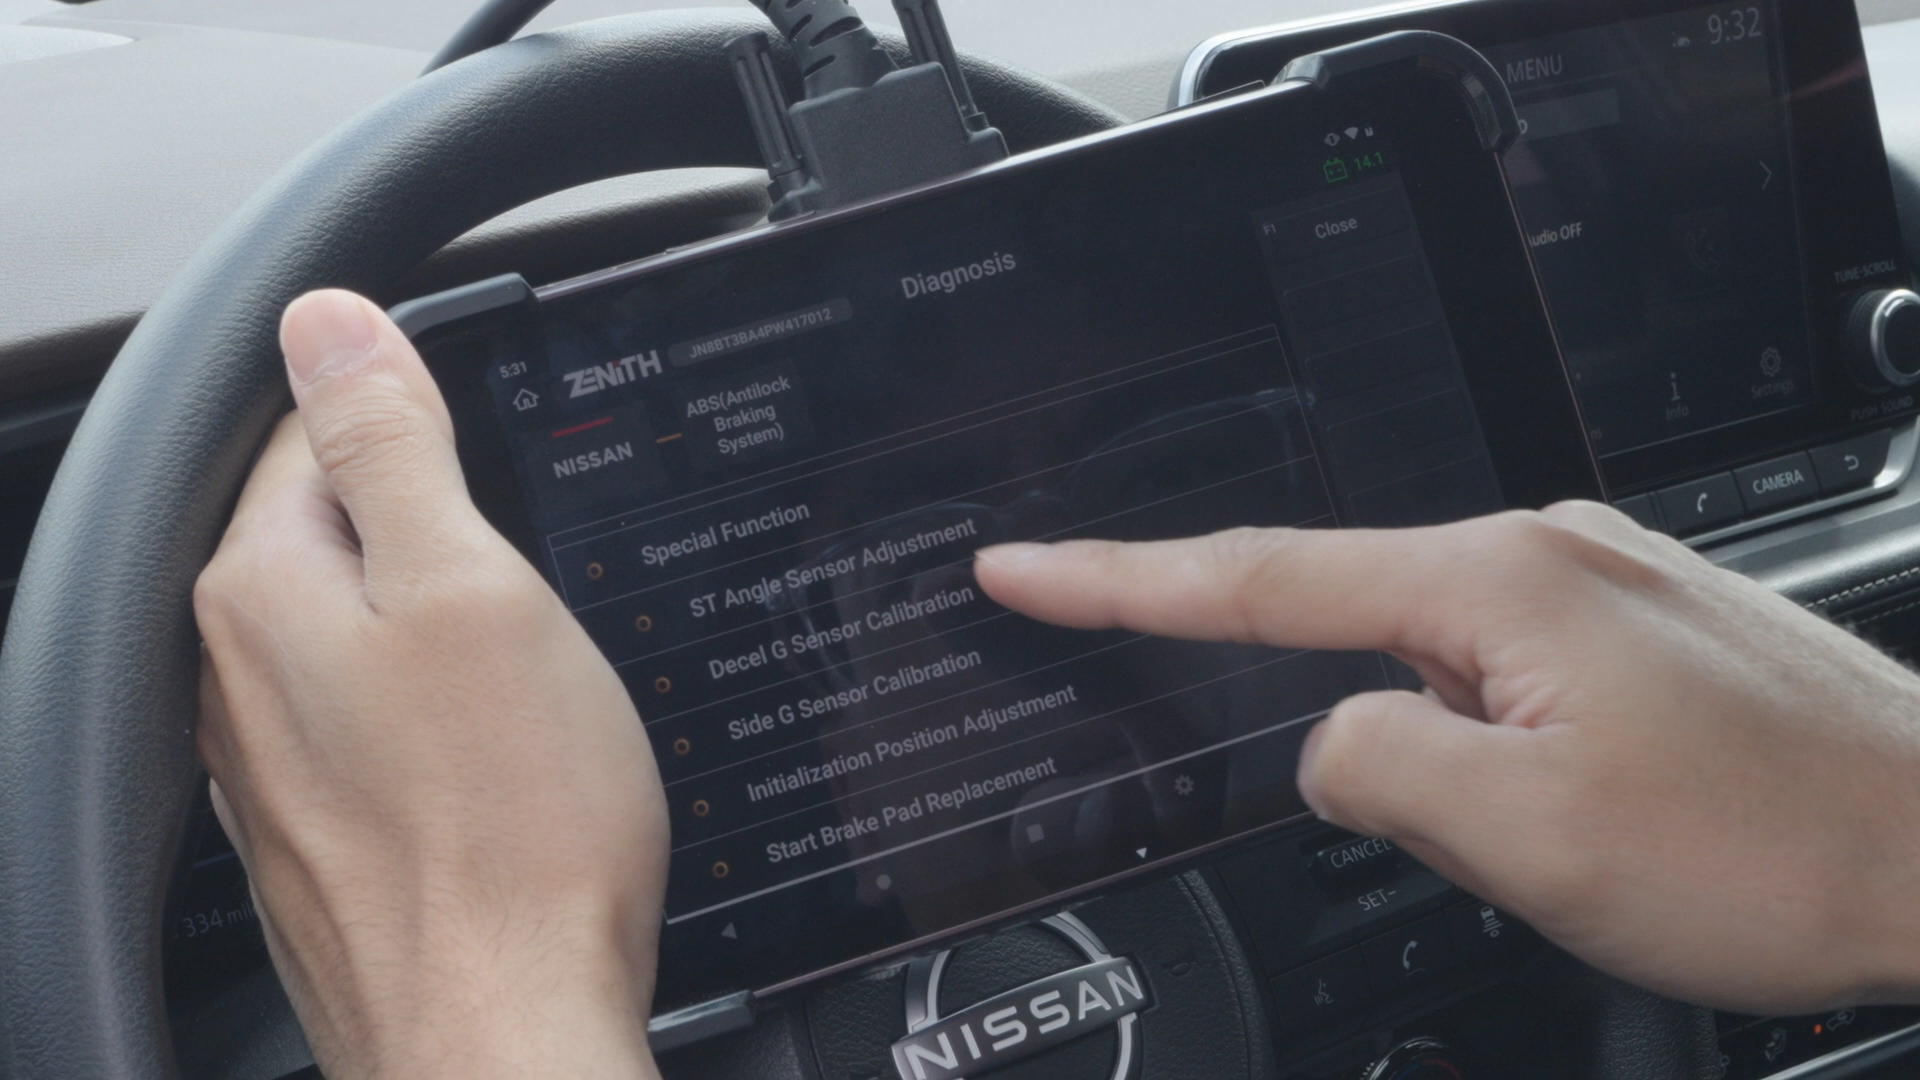 9:32
MENU
14.1
F1 Close
Audio OFF
TUNE·SCROLL
Diagnosis
JN8BT3BA4PW417012
5:31
ZENITH
ABS(Antilock
Braking
System)
NISSAN
Info
Settings
PUSH SOUND
CAMERA
Special Function
ST Angle Sensor Adjustment
Decel G Sensor Calibration
Side G Sensor Calibration
Initialization Position Adjustment
Start Brake Pad Replacement
CANCEL
SET-
334 mil
NISSAN